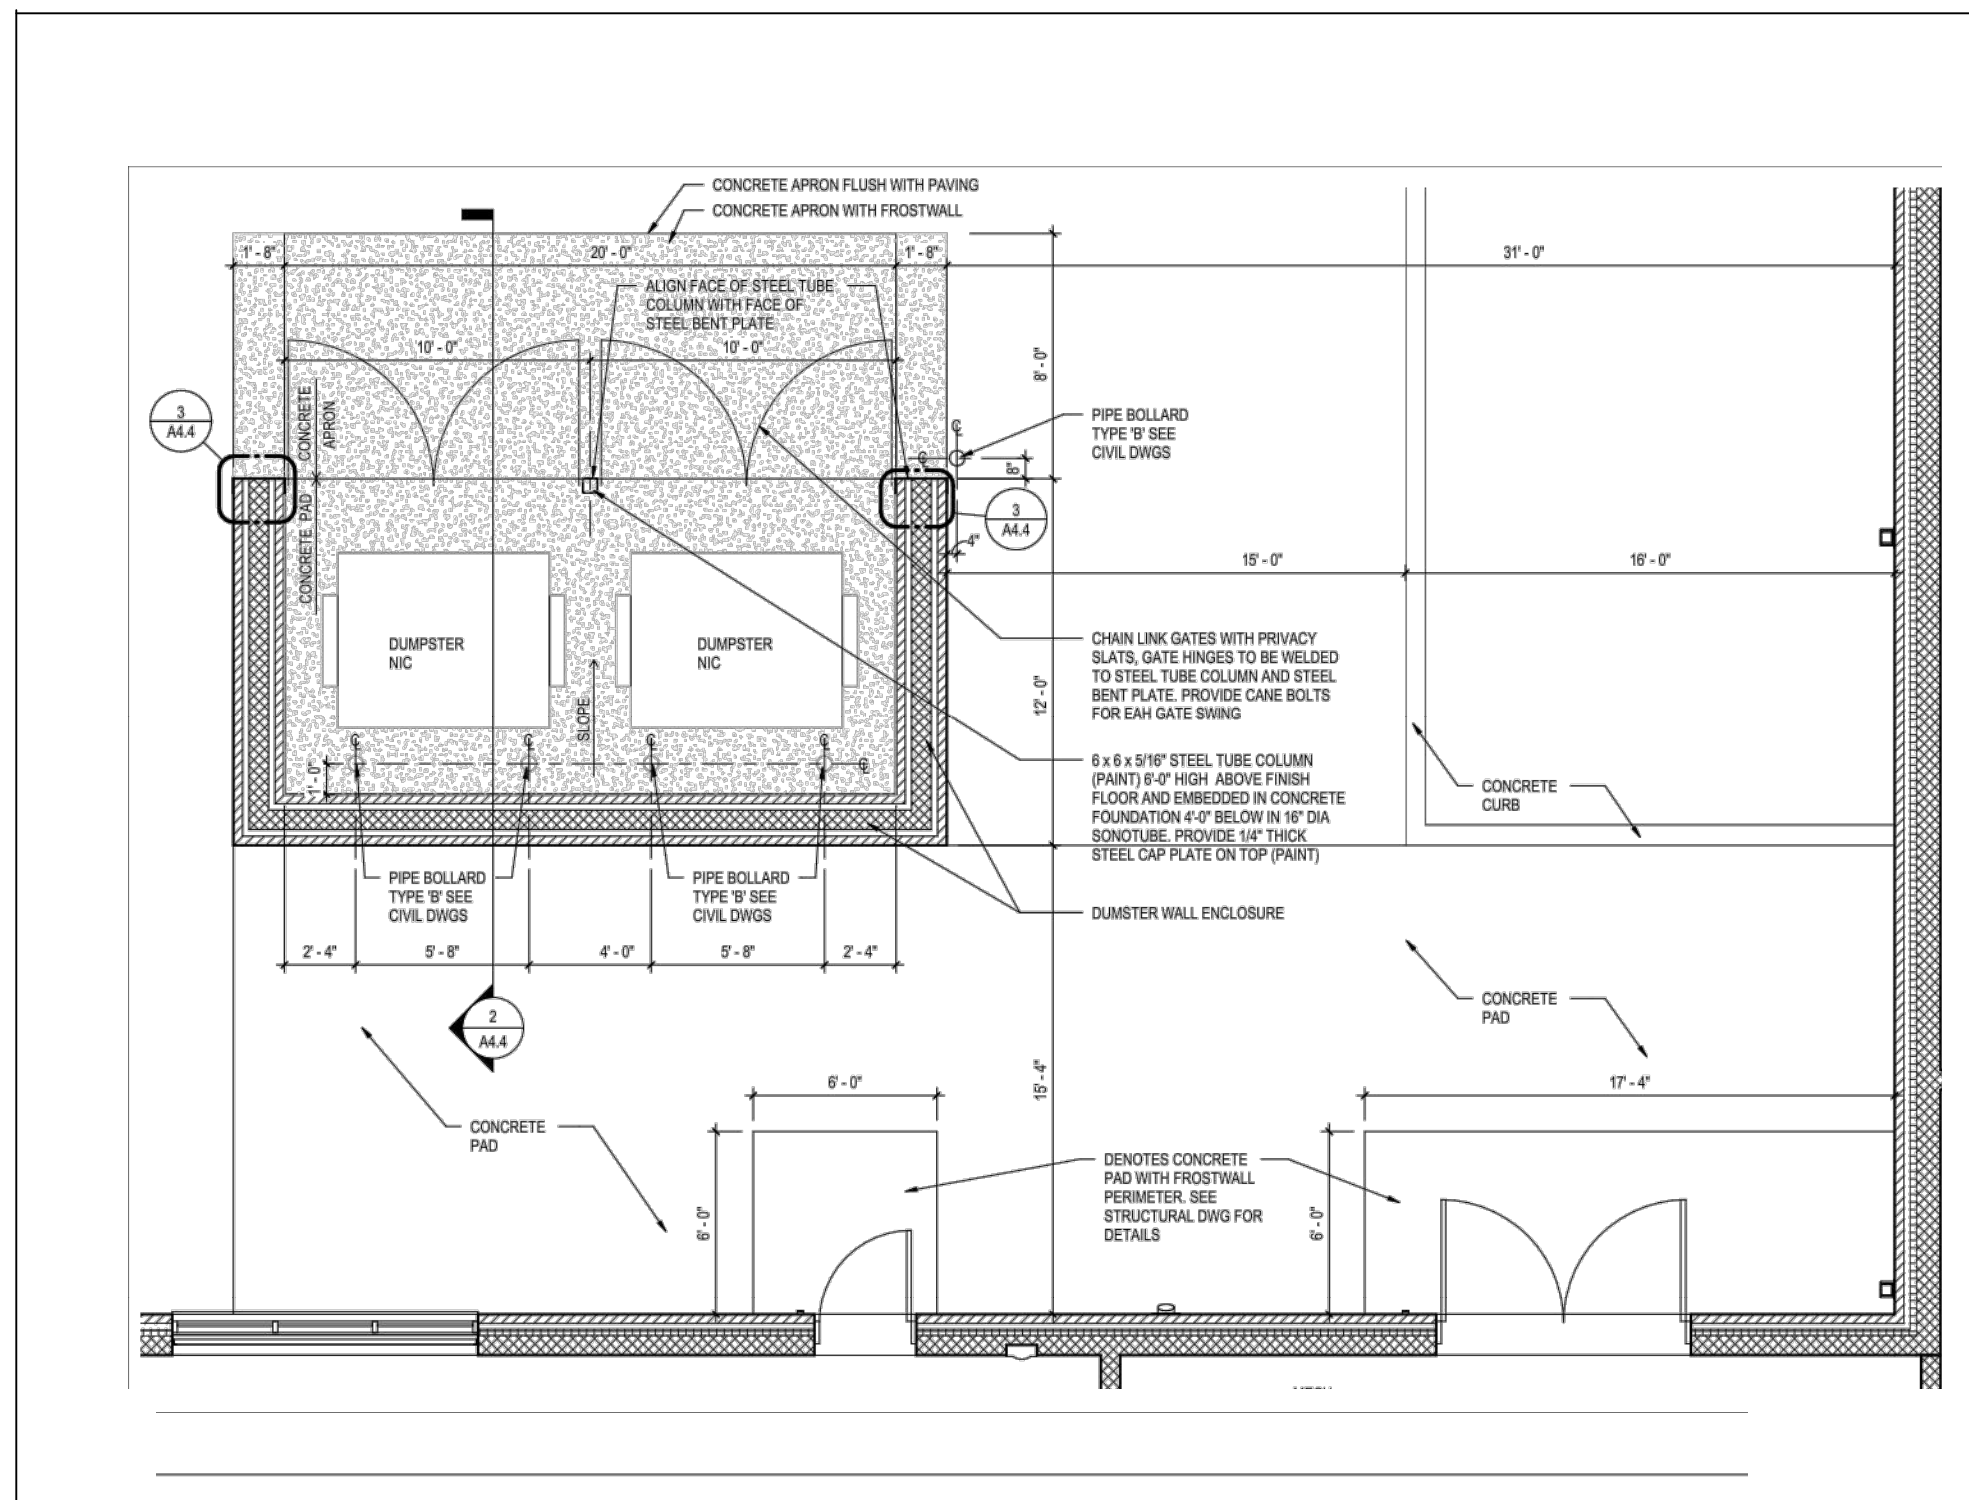 CONCRETE APRON FLUSH WITH PAVING
CONCRETE APRON WITH FROSTWALL
1' - 8"
20' - 0"
1' - 8"
31' - 0"
ALIGN FACE OF STEEL TUBE
COLUMN WITH FACE OF
STEEL BENT PLATE
10' - 0"
10' - 0"
8' - 0"
CONCRETE
APRON
CONCRETE PAD
3
A4.4
PIPE BOLLARD
TYPE 'B' SEE
CIVIL DWGS
8"
3
A4.4
4"
15' - 0"
16' - 0"
DUMPSTER
NIC
DUMPSTER
NIC
SLOPE
CHAIN LINK GATES WITH PRIVACY
SLATS, GATE HINGES TO BE WELDED
TO STEEL TUBE COLUMN AND STEEL
BENT PLATE. PROVIDE CANE BOLTS
FOR EAH GATE SWING
12' - 0"
6 x 6 x 5/16" STEEL TUBE COLUMN
(PAINT) 6'-0" HIGH ABOVE FINISH
FLOOR AND EMBEDDED IN CONCRETE
FOUNDATION 4'-0" BELOW IN 16" DIA
SONOTUBE. PROVIDE 1/4" THICK
STEEL CAP PLATE ON TOP (PAINT)
CONCRETE
CURB
1' - 0"
PIPE BOLLARD
TYPE 'B' SEE
CIVIL DWGS
PIPE BOLLARD
TYPE 'B' SEE
CIVIL DWGS
DUMSTER WALL ENCLOSURE
2' - 4"
5' - 8"
4' - 0"
5' - 8"
2' - 4"
2
A4.4
CONCRETE
PAD
CONCRETE
PAD
15' - 4"
6' - 0"
17' - 4"
6' - 0"
DENOTES CONCRETE
PAD WITH FROSTWALL
PERIMETER. SEE
STRUCTURAL DWG FOR
DETAILS
6' - 0"